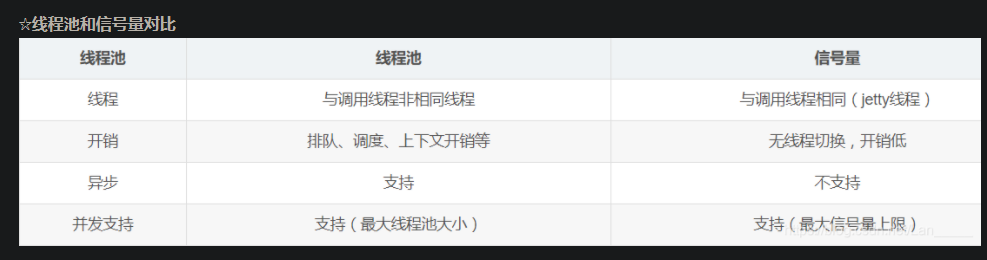 ☆线程池和信号量对比
线程池 线程池 信号量
线程 与调用线程非相同线程 与调用线程相同（jetty线程）
开销 排队、调度、上下文开销等 无线程切换，开销低
异步 支持 不支持
并发支持 支持（最大线程池大小） 支持（最大信号量上限）